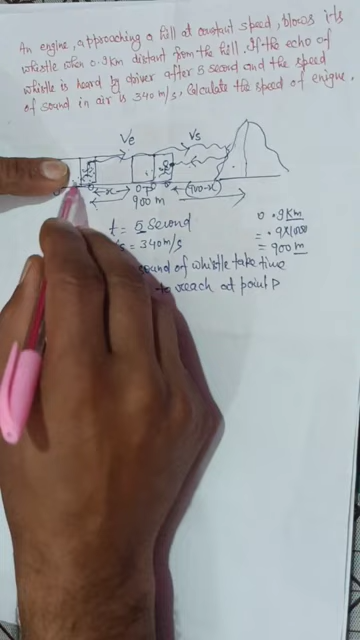 An engine, approaching a hill at constant speed, blows its
whistle when 0.9km distant from the hill. If the echo of
whistle is heard by driver after 5 second and the speed
of sound in air is 340 m/s, Calculate the speed of enigne.
Ve
Vs
x
P
(900-x)
900 m
t = 5 Second
= 340 m/s
sound of whistle take time
to reach at point P
0.9Km
= .9×1000
= 900 m